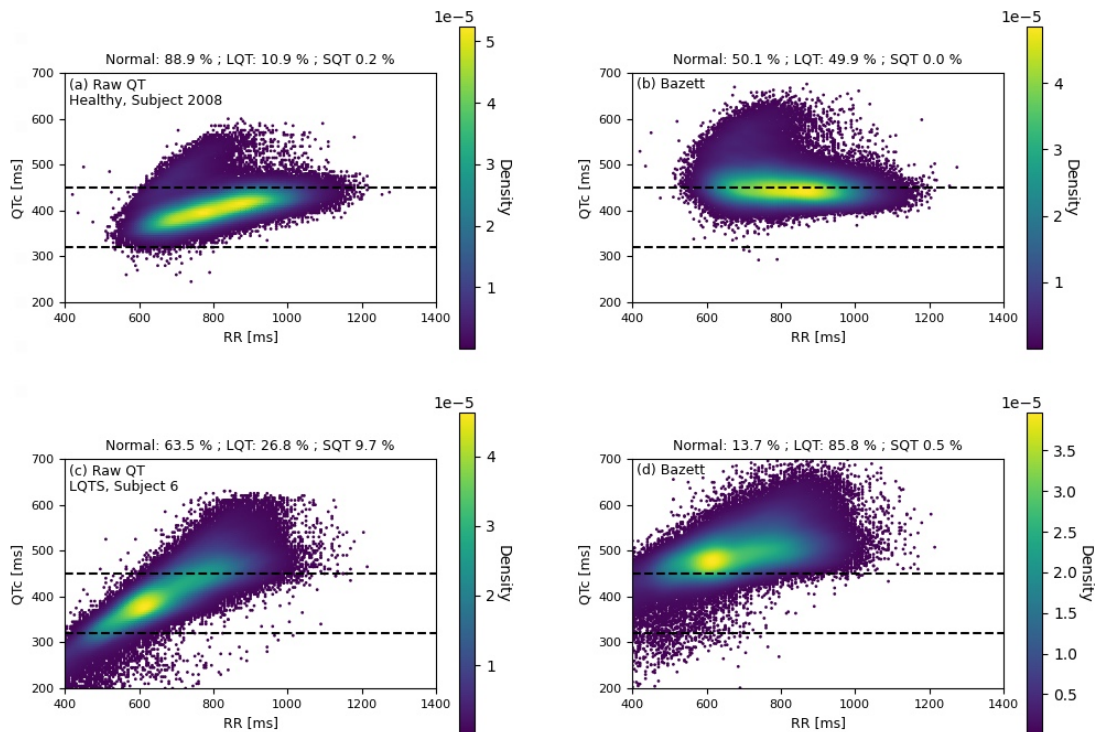 1e−5
Normal: 88.9 % ; LQT: 10.9 % ; SQT 0.2 %
(a) Raw QT
Healthy, Subject 2008
QTc [ms]
700
600
500
400
300
200
400
600
800
1000
1200
1400
RR [ms]
5
4
3
2
1
Density
1e−5
Normal: 50.1 % ; LQT: 49.9 % ; SQT 0.0 %
(b) Bazett
QTc [ms]
700
600
500
400
300
200
400
600
800
1000
1200
1400
RR [ms]
4
3
2
1
Density
1e−5
Normal: 63.5 % ; LQT: 26.8 % ; SQT 9.7 %
(c) Raw QT
LQTS, Subject 6
QTc [ms]
700
600
500
400
300
200
400
600
800
1000
1200
1400
RR [ms]
4
3
2
1
Density
1e−5
Normal: 13.7 % ; LQT: 85.8 % ; SQT 0.5 %
(d) Bazett
QTc [ms]
700
600
500
400
300
200
400
600
800
1000
1200
1400
RR [ms]
3.5
3.0
2.5
2.0
1.5
1.0
0.5
Density